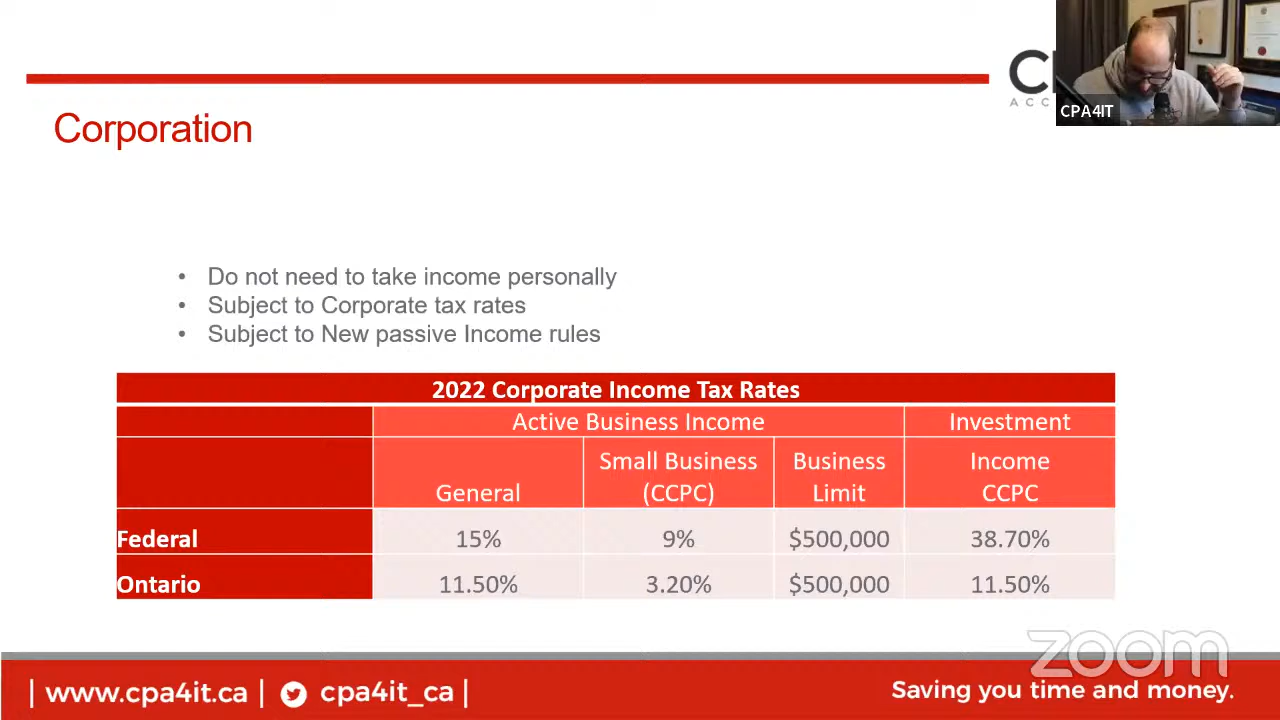 CPA4IT
Corporation
• Do not need to take income personally
• Subject to Corporate tax rates
• Subject to New passive Income rules
2022 Corporate Income Tax Rates
Active Business Income Investment
General Small Business (CCPC) Business Limit Income CCPC
Federal 15% 9% $500,000 38.70%
Ontario 11.50% 3.20% $500,000 11.50%
zoom
| www.cpa4it.ca | cpa4it_ca | Saving you time and money.